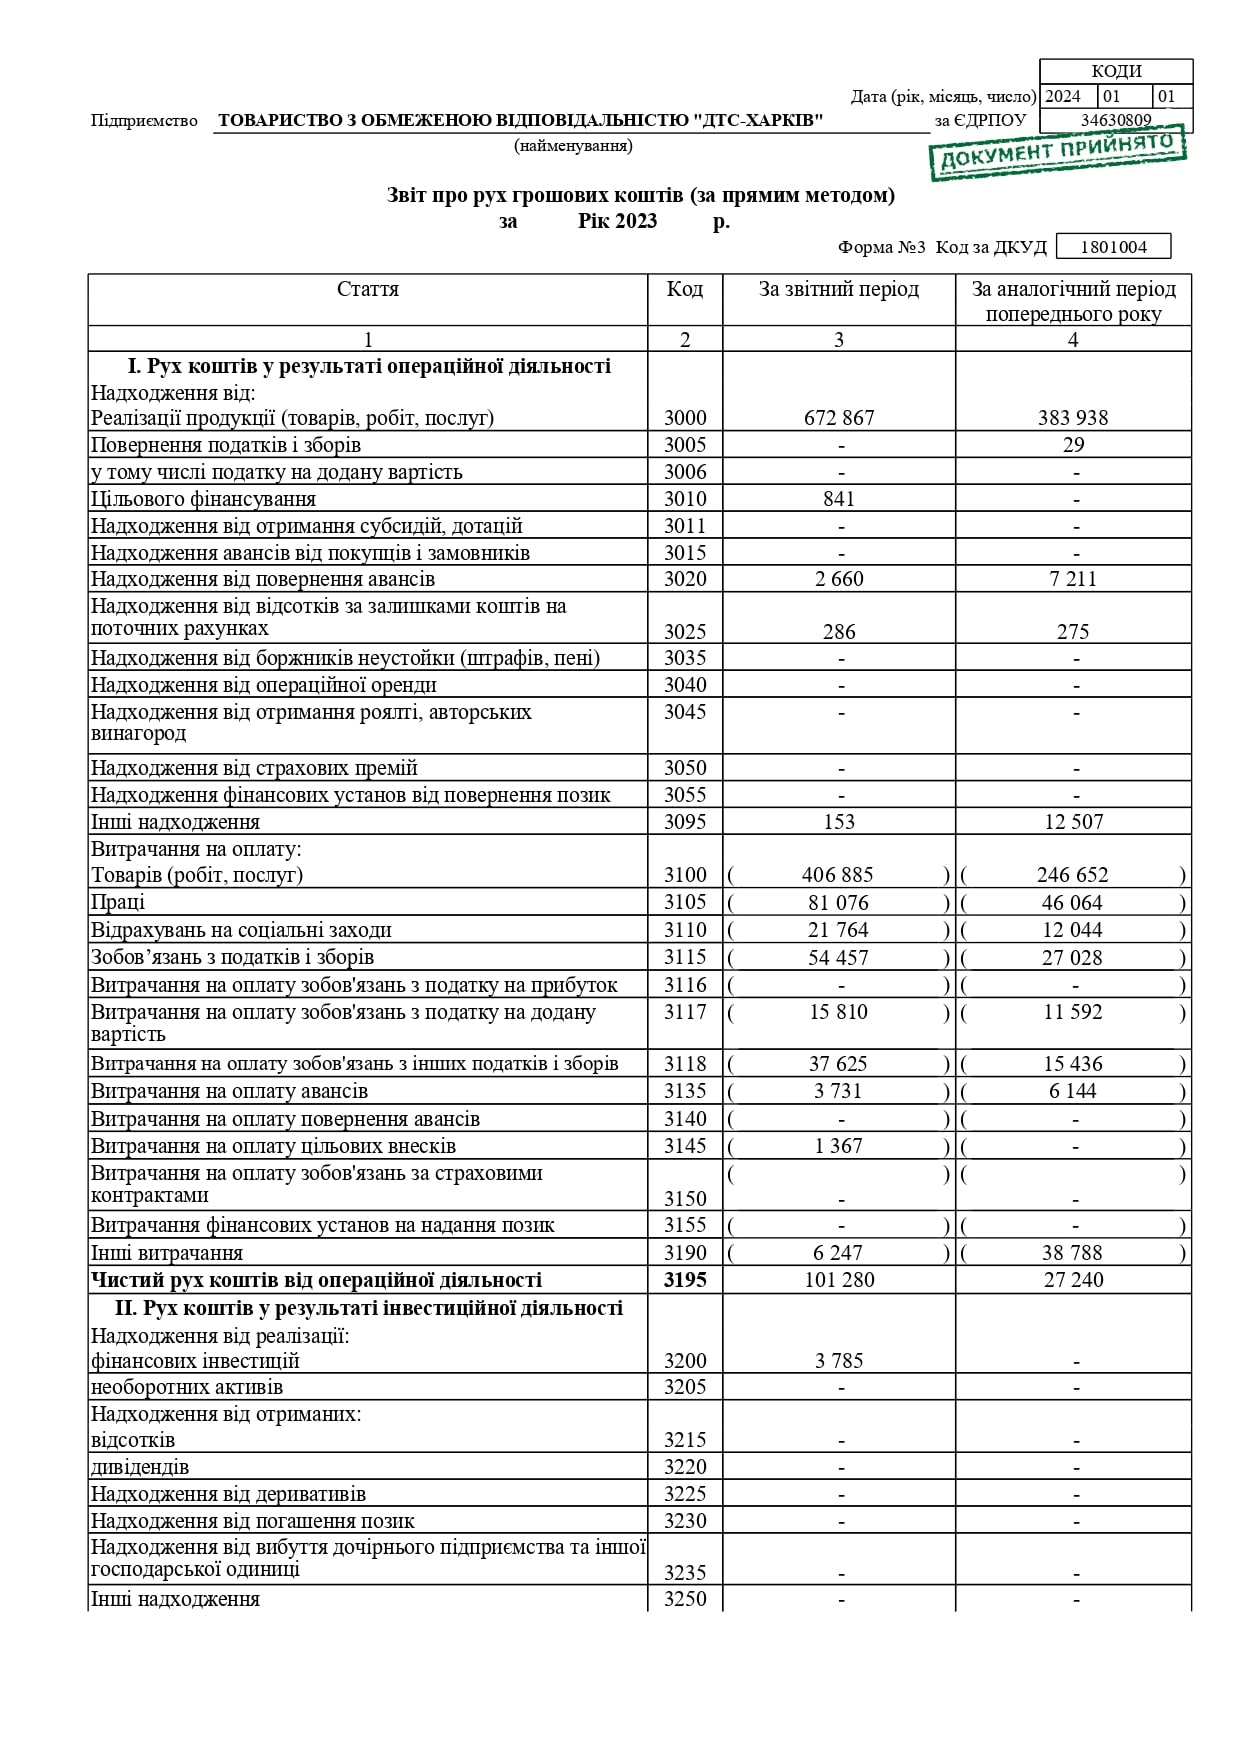 КОДИ
Дата (рік, місяць, число) 2024 01 01
Підприємство ТОВАРИСТВО З ОБМЕЖЕНОЮ ВІДПОВІДАЛЬНІСТЮ "ДТС-ХАРКІВ" за ЄДРПОУ 34630809
(найменування)
ДОКУМЕНТ ПРИЙНЯТО
Звіт про рух грошових коштів (за прямим методом)
за Рік 2023 р.
Форма №3 Код за ДКУД 1801004
Стаття Код За звітний період За аналогічний період
попереднього року
1 2 3 4
І. Рух коштів у результаті операційної діяльності
Надходження від:
Реалізації продукції (товарів, робіт, послуг) 3000 672 867 383 938
Повернення податків і зборів 3005 - 29
у тому числі податку на додану вартість 3006 - -
Цільового фінансування 3010 841 -
Надходження від отримання субсидій, дотацій 3011 - -
Надходження авансів від покупців і замовників 3015 - -
Надходження від повернення авансів 3020 2 660 7 211
Надходження від відсотків за залишками коштів на
поточних рахунках 3025 286 275
Надходження від боржників неустойки (штрафів, пені) 3035 - -
Надходження від операційної оренди 3040 - -
Надходження від отримання роялті, авторських 3045 - -
винагород
Надходження від страхових премій 3050 - -
Надходження фінансових установ від повернення позик 3055 - -
Інші надходження 3095 153 12 507
Витрачання на оплату:
Товарів (робіт, послуг) 3100 ( 406 885 ) ( 246 652 )
Праці 3105 ( 81 076 ) ( 46 064 )
Відрахувань на соціальні заходи 3110 ( 21 764 ) ( 12 044 )
Зобов’язань з податків і зборів 3115 ( 54 457 ) ( 27 028 )
Витрачання на оплату зобов'язань з податку на прибуток 3116 ( - ) ( - )
Витрачання на оплату зобов'язань з податку на додану 3117 ( 15 810 ) ( 11 592 )
вартість
Витрачання на оплату зобов'язань з інших податків і зборів 3118 ( 37 625 ) ( 15 436 )
Витрачання на оплату авансів 3135 ( 3 731 ) ( 6 144 )
Витрачання на оплату повернення авансів 3140 ( - ) ( - )
Витрачання на оплату цільових внесків 3145 ( 1 367 ) ( - )
Витрачання на оплату зобов'язань за страховими ( ) ( )
контрактами 3150 - -
Витрачання фінансових установ на надання позик 3155 ( - ) ( - )
Інші витрачання 3190 ( 6 247 ) ( 38 788 )
Чистий рух коштів від операційної діяльності 3195 101 280 27 240
ІІ. Рух коштів у результаті інвестиційної діяльності
Надходження від реалізації:
фінансових інвестицій 3200 3 785 -
необоротних активів 3205 - -
Надходження від отриманих:
відсотків 3215 - -
дивідендів 3220 - -
Надходження від деривативів 3225 - -
Надходження від погашення позик 3230 - -
Надходження від вибуття дочірнього підприємства та іншої
господарської одиниці 3235 - -
Інші надходження 3250 - -